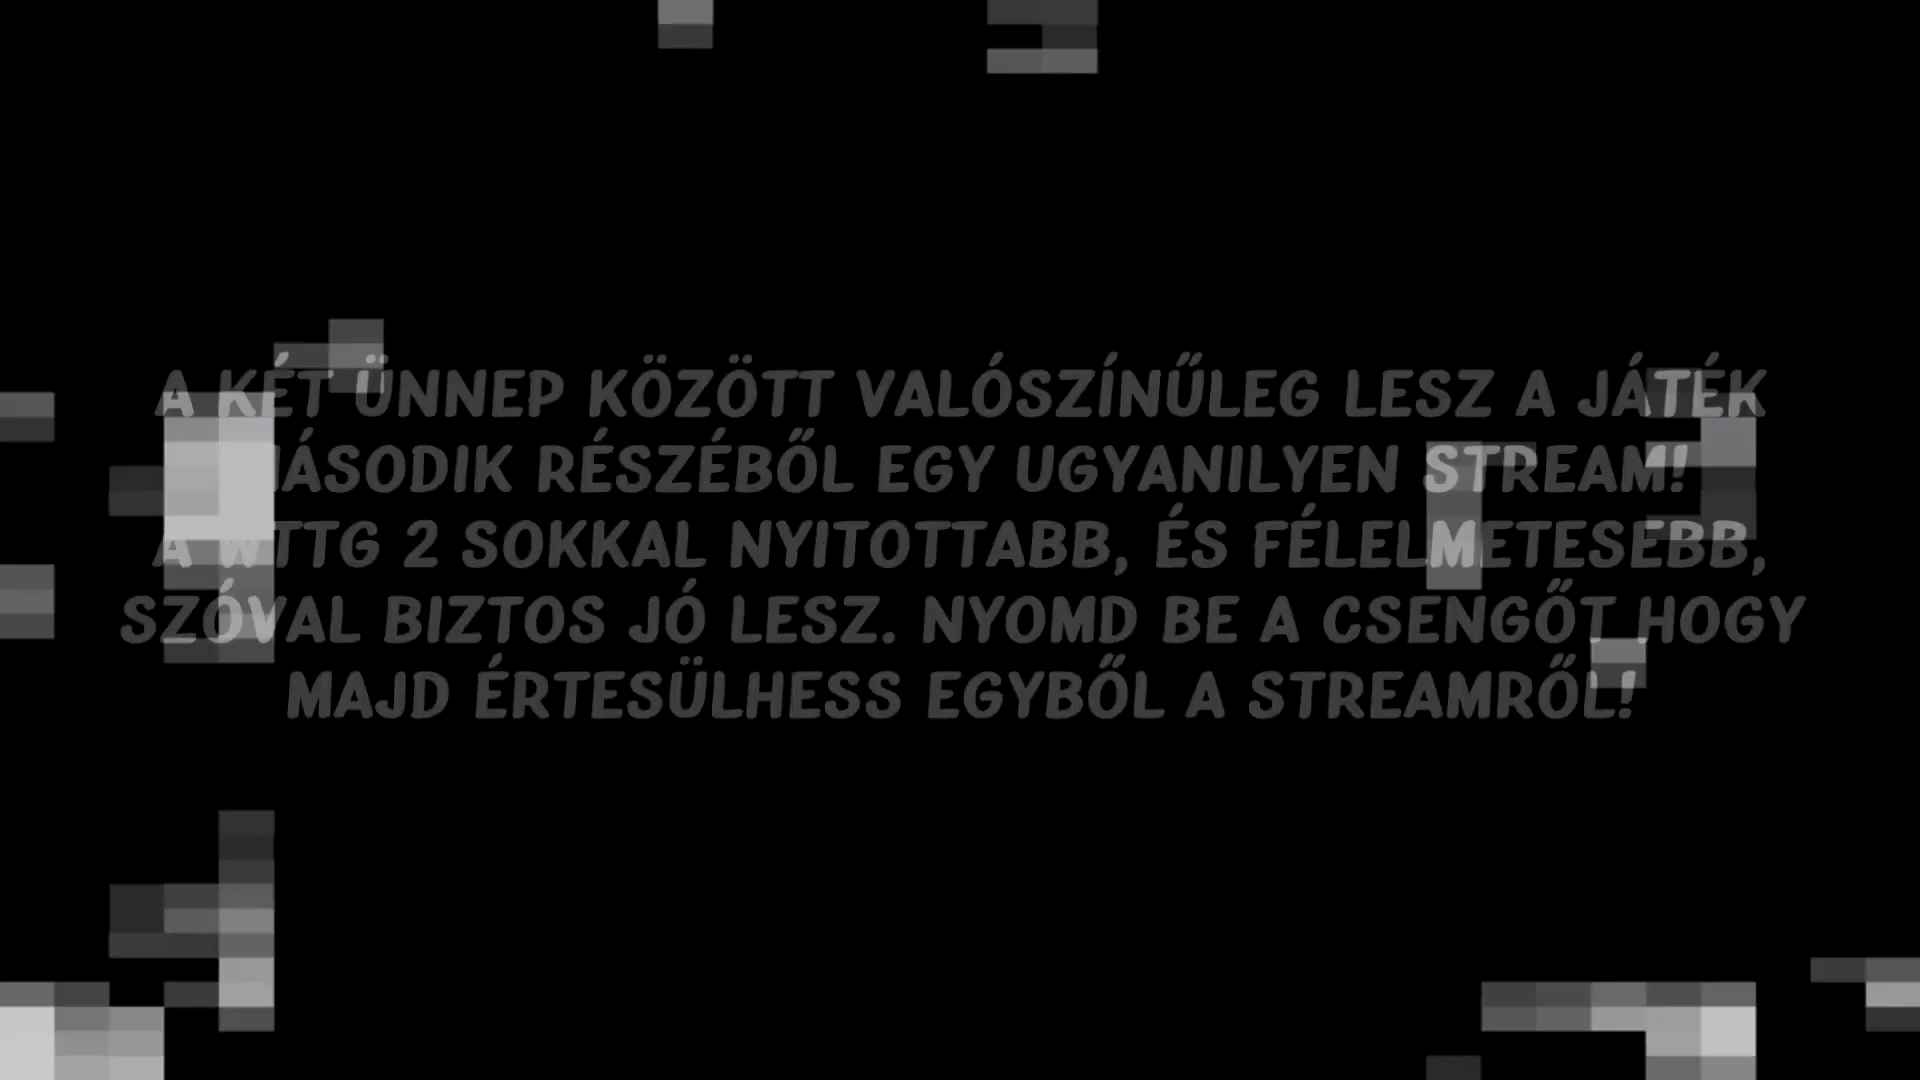 A KÉT ÜNNEP KÖZÖTT VALÓSZÍNŰLEG LESZ A JÁTÉK
MÁSODIK RÉSZÉBŐL EGY UGYANILYEN STREAM!
A WTTG 2 SOKKAL NYITOTTABB, ÉS FÉLELMETESEBB,
SZÓVAL BIZTOS JÓ LESZ. NYOMD BE A CSENGŐT HOGY
MAJD ÉRTESÜLHESS EGYBŐL A STREAMRŐL!